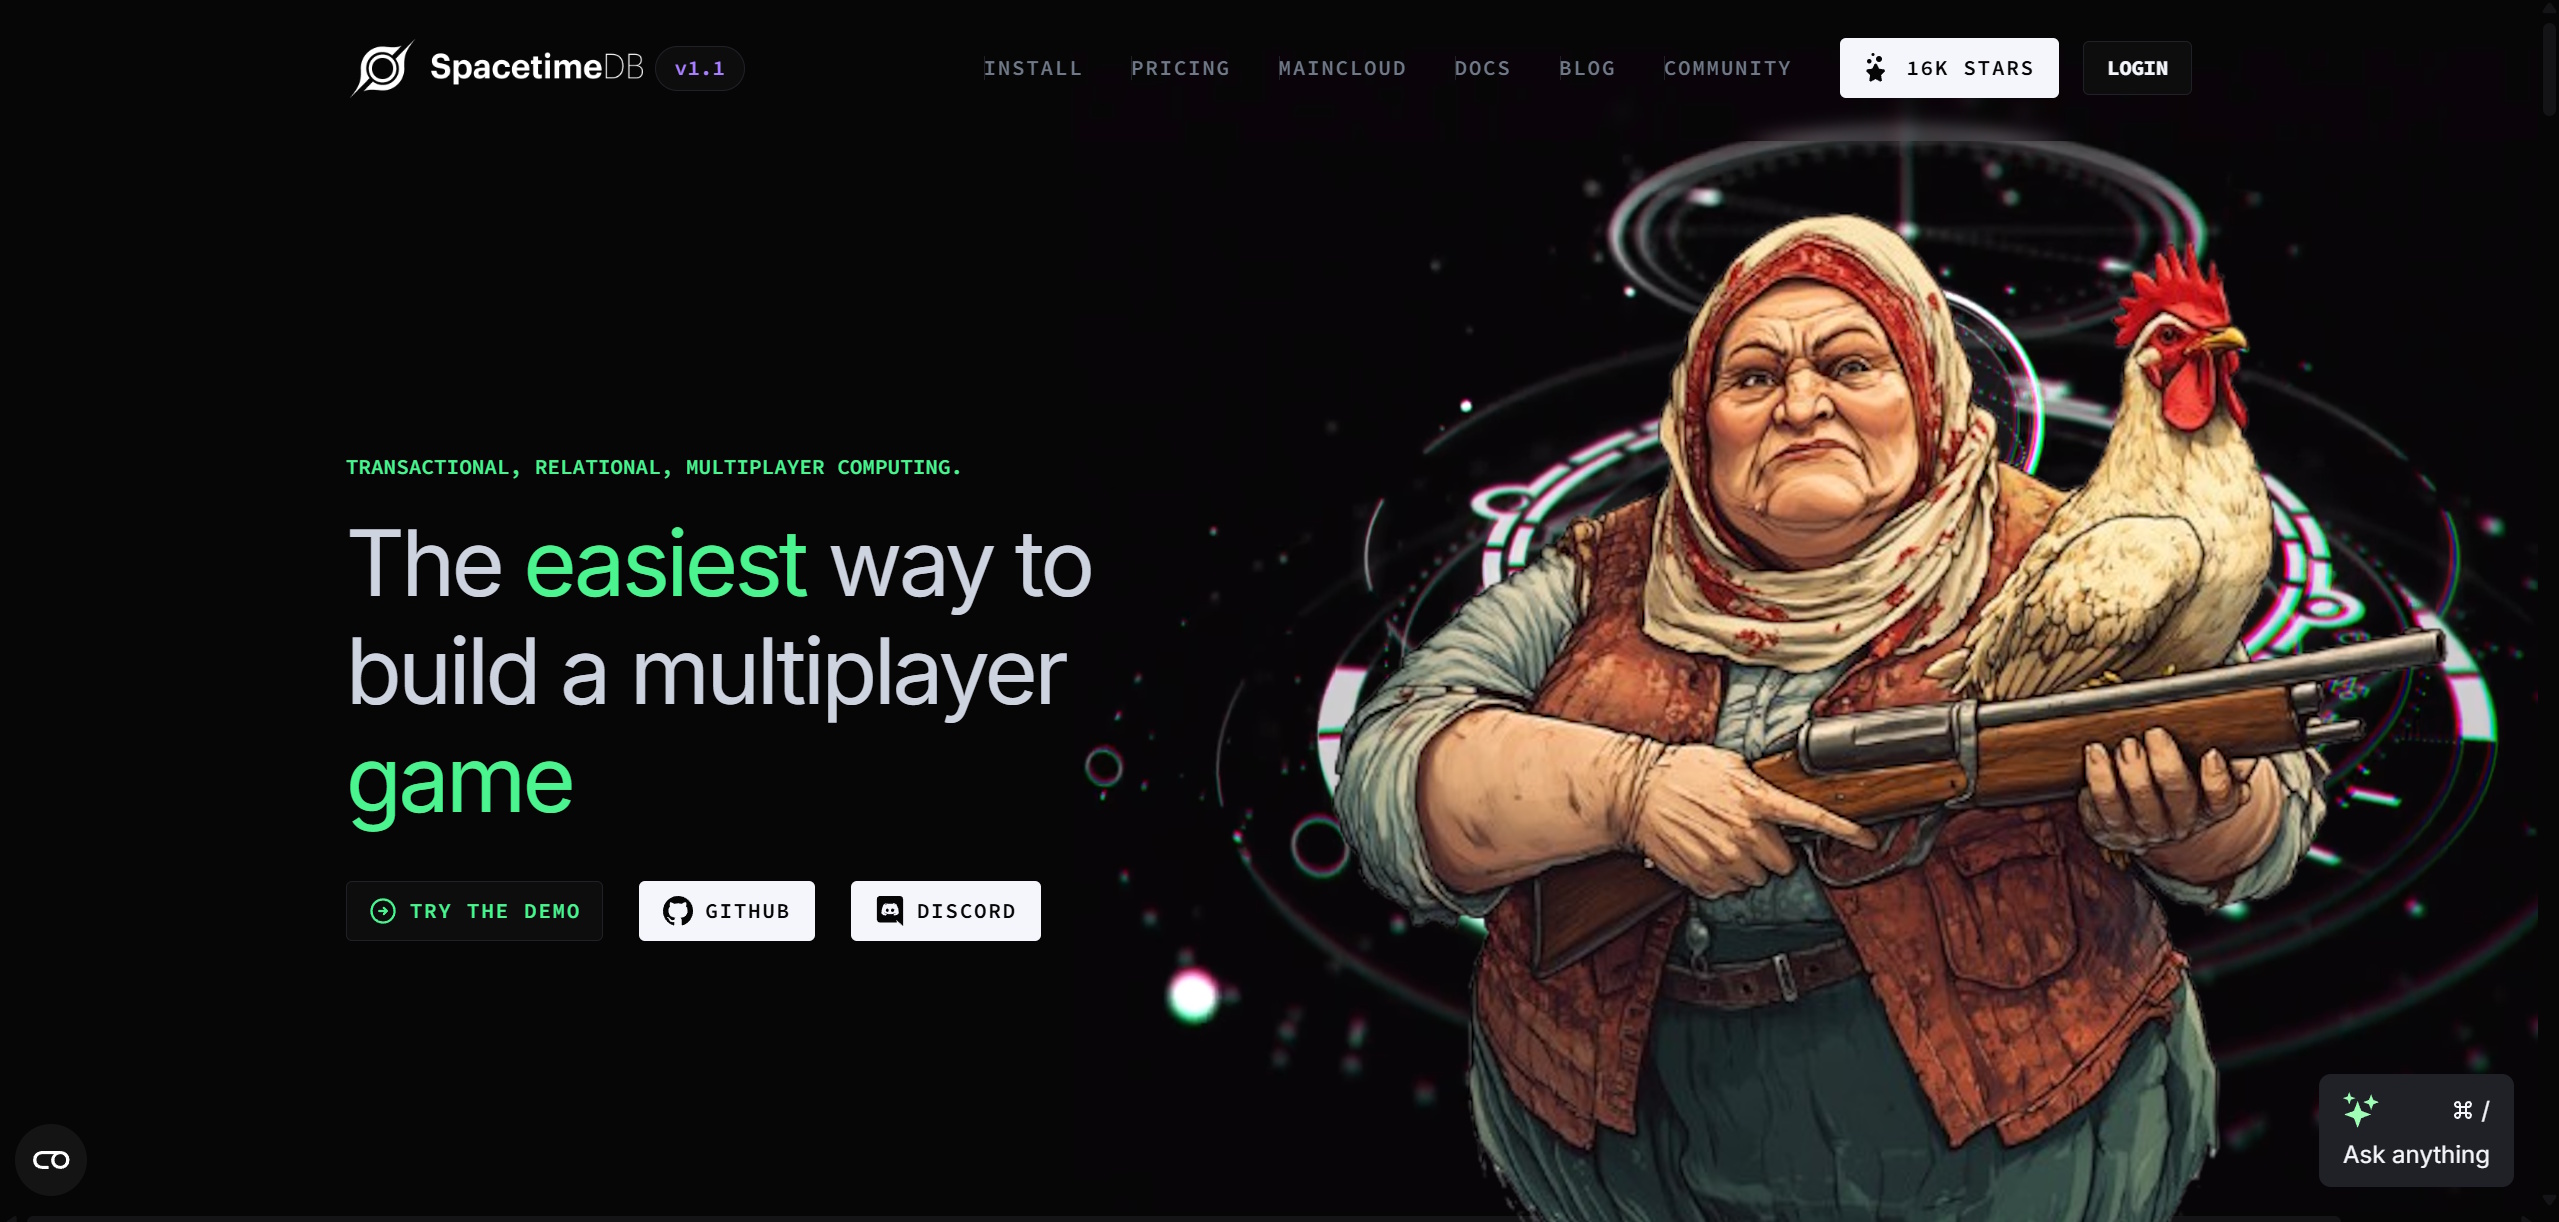 SpacetimeDB v1.1
INSTALL PRICING MAINCLOUD DOCS BLOG COMMUNITY 16K STARS LOGIN
TRANSACTIONAL, RELATIONAL, MULTIPLAYER COMPUTING.
The easiest way to
build a multiplayer
game
TRY THE DEMO GITHUB DISCORD
⌘ /
Ask anything